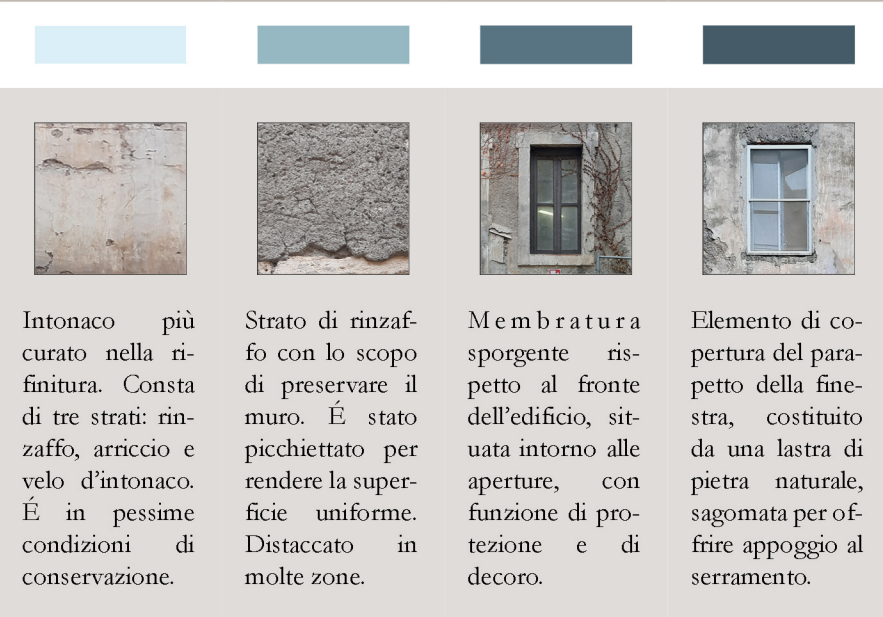 Intonaco più
curato nella ri-
finitura. Consta
di tre strati: rin-
zaffo, arriccio e
velo d'intonaco.
É in pessime
condizioni di
conservazione.
Strato di rinzaf-
fo con lo scopo
di preservare il
muro. É stato
picchiettato per
rendere la super-
ficie uniforme.
Distaccato in
molte zone.
Membratura
sporgente ris-
petto al fronte
dell'edificio, sit-
uata intorno alle
aperture, con
funzione di pro-
tezione e di
decoro.
Elemento di co-
pertura del para-
petto della fine-
stra, costituito
da una lastra di
pietra naturale,
sagomata per of-
frire appoggio al
serramento.